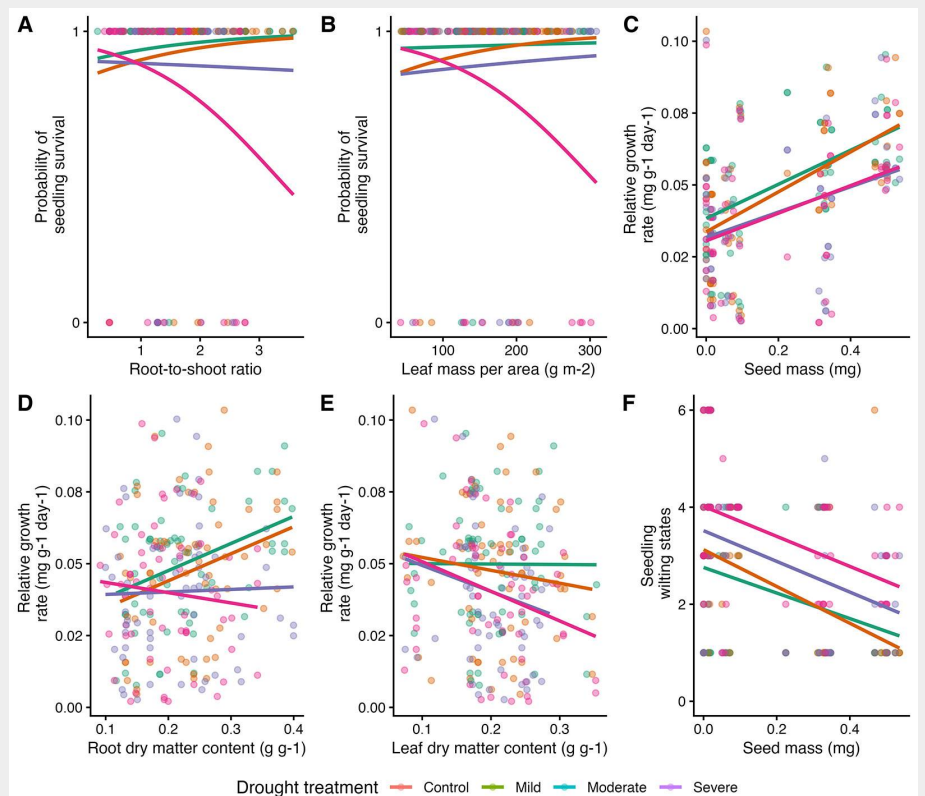 A
1
0
Probability of
seedling survival
1 2 3
Root-to-shoot ratio
B
1
0
Probability of
seedling survival
100 200 300
Leaf mass per area (g m-2)
C
0.10
0.08
0.05
0.02
0.00
Relative growth
rate (mg g-1 day-1)
0.0 0.2 0.4
Seed mass (mg)
D
0.10
0.08
0.05
0.02
0.00
Relative growth
rate (mg g-1 day-1)
0.1 0.2 0.3 0.4
Root dry matter content (g g-1)
E
0.10
0.08
0.05
0.02
0.00
Relative growth
rate (mg g-1 day-1)
0.1 0.2 0.3
Leaf dry matter content (g g-1)
F
6
4
2
0
Seedling
wilting states
0.0 0.2 0.4
Seed mass (mg)
Drought treatment Control Mild Moderate Severe